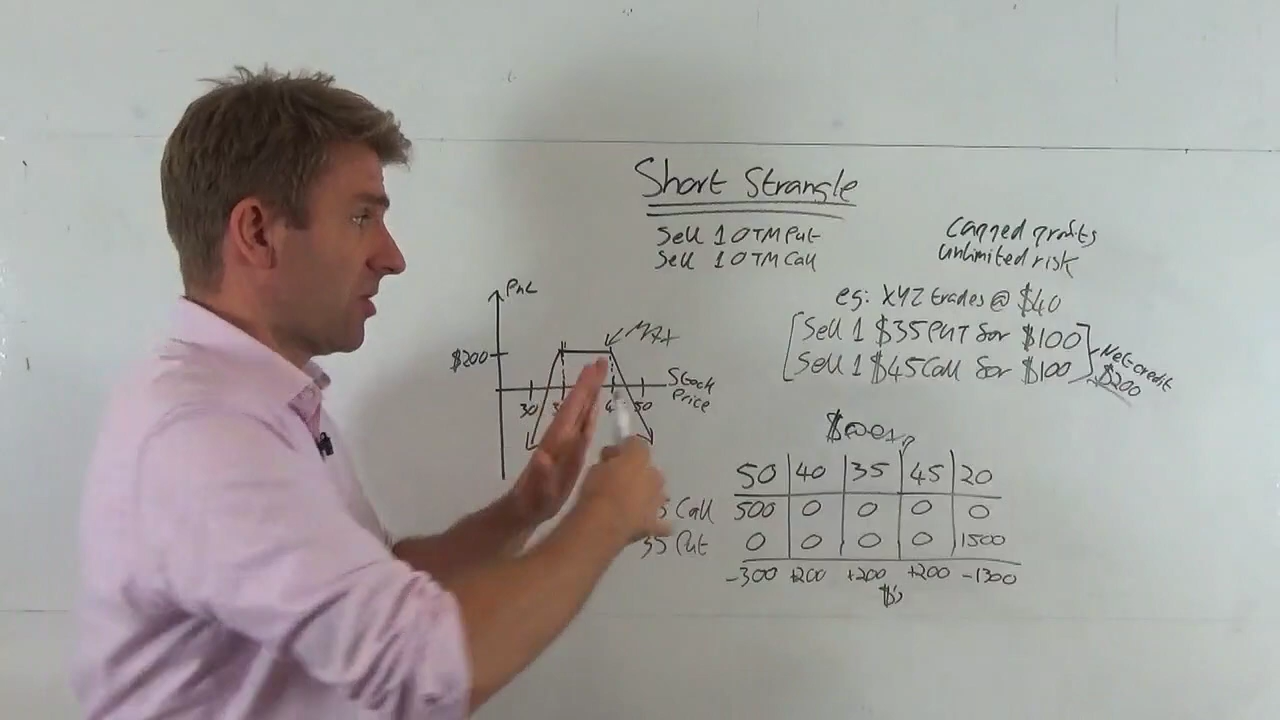 Short Strangle
Sell 1 OTM Put
Sell 1 OTM Call
Capped profits
unlimited risk
eg: XYZ trades @ $40
Sell 1 $35 PUT for $100
Sell 1 $45 Call for $100
Net credit
$200
PnL
MAX
$200
Stock
Price
30
50
50 40 35 45 20
Call 500 0 0 0 0
35 Put 0 0 0 0 1500
-300 +200 +200 +200 -1300
$'s